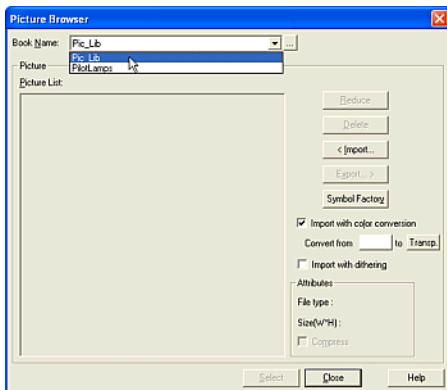 Picture Browser
Book Name: Pic_Lib ...
Pic_Lib
PilotLamps
Picture
Picture List:
Reduce
Delete
< Import...
Export... >
Symbol Factory
Import with color conversion
Convert from to Transp.
Import with dithering
Attributes
File type :
Size(W*H) :
Compress
Select Close Help